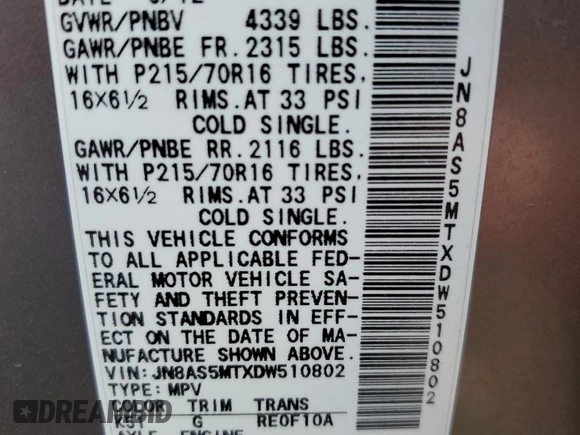 GVWR/PNBV 4339 LBS.
GAWR/PNBE FR. 2315 LBS.
WITH P215/70R16 TIRES,
16X6½ RIMS. AT 33 PSI
COLD SINGLE.
GAWR/PNBE RR. 2116 LBS.
WITH P215/70R16 TIRES,
16X6½ RIMS. AT 33 PSI
COLD SINGLE.
THIS VEHICLE CONFORMS
TO ALL APPLICABLE FED-
ERAL MOTOR VEHICLE SA-
FETY AND THEFT PREVEN-
TION STANDARDS IN EFF-
ECT ON THE DATE OF MA-
NUFACTURE SHOWN ABOVE.
VIN: JN8AS5MTXDW510802
TYPE: MPV
COLOR TRIM TRANS
G RE0F10A
JN8AS5MTXDW510802
DREAMBID.COM